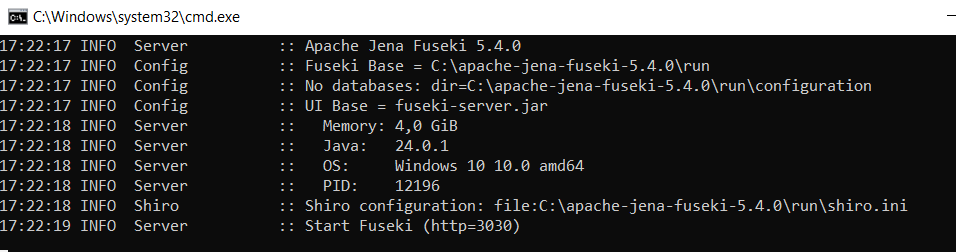 C:\Windows\system32\cmd.exe
17:22:17 INFO  Server          :: Apache Jena Fuseki 5.4.0
17:22:17 INFO  Config          :: Fuseki Base = C:\apache-jena-fuseki-5.4.0\run
17:22:17 INFO  Config          :: No databases: dir=C:\apache-jena-fuseki-5.4.0\run\configuration
17:22:17 INFO  Config          :: UI Base = fuseki-server.jar
17:22:18 INFO  Server          ::   Memory: 4,0 GiB
17:22:18 INFO  Server          ::   Java:   24.0.1
17:22:18 INFO  Server          ::   OS:     Windows 10 10.0 amd64
17:22:18 INFO  Server          ::   PID:    12196
17:22:18 INFO  Shiro           :: Shiro configuration: file:C:\apache-jena-fuseki-5.4.0\run\shiro.ini
17:22:19 INFO  Server          :: Start Fuseki (http=3030)